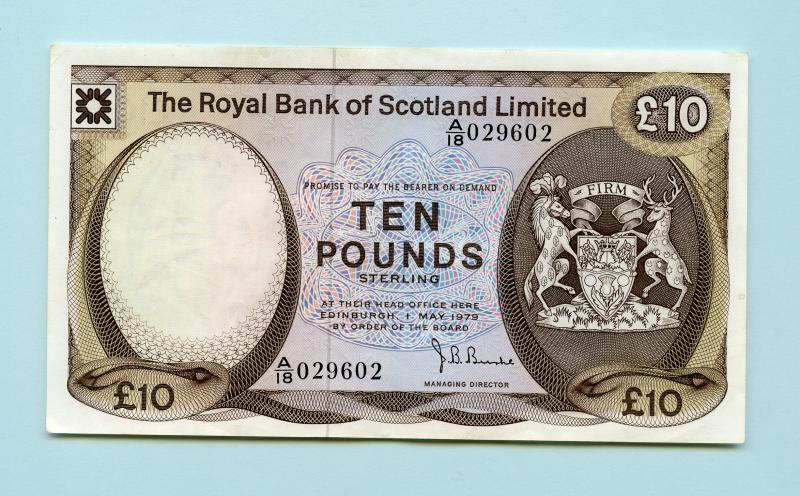 The Royal Bank of Scotland Limited
£10
A/18 029602
PROMISE TO PAY THE BEARER ON DEMAND
FIRM
TEN
POUNDS
STERLING
AT THEIR HEAD OFFICE HERE
EDINBURGH, 1 MAY 1979
BY ORDER OF THE BOARD
J. B. Burke
A/18 029602
MANAGING DIRECTOR
£10
£10